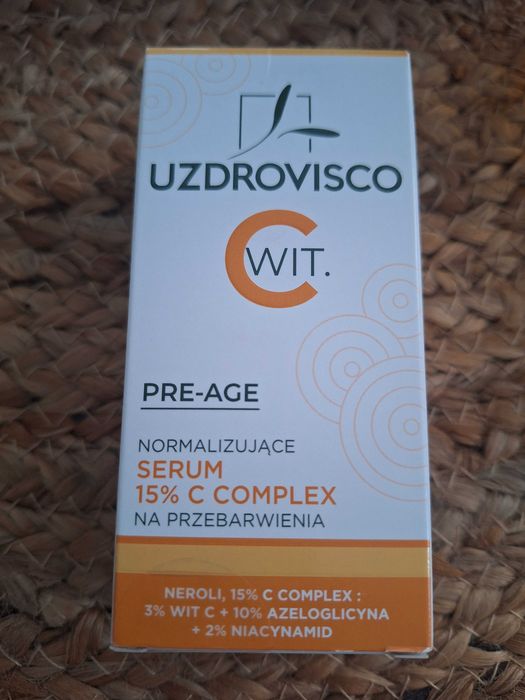 UZDROVISCO
C WIT.
PRE-AGE
NORMALIZUJĄCE
SERUM
15% C COMPLEX
NA PRZEBARWIENIA
NEROLI, 15% C COMPLEX :
3% WIT C + 10% AZELOGLICYNA
+ 2% NIACYNAMID